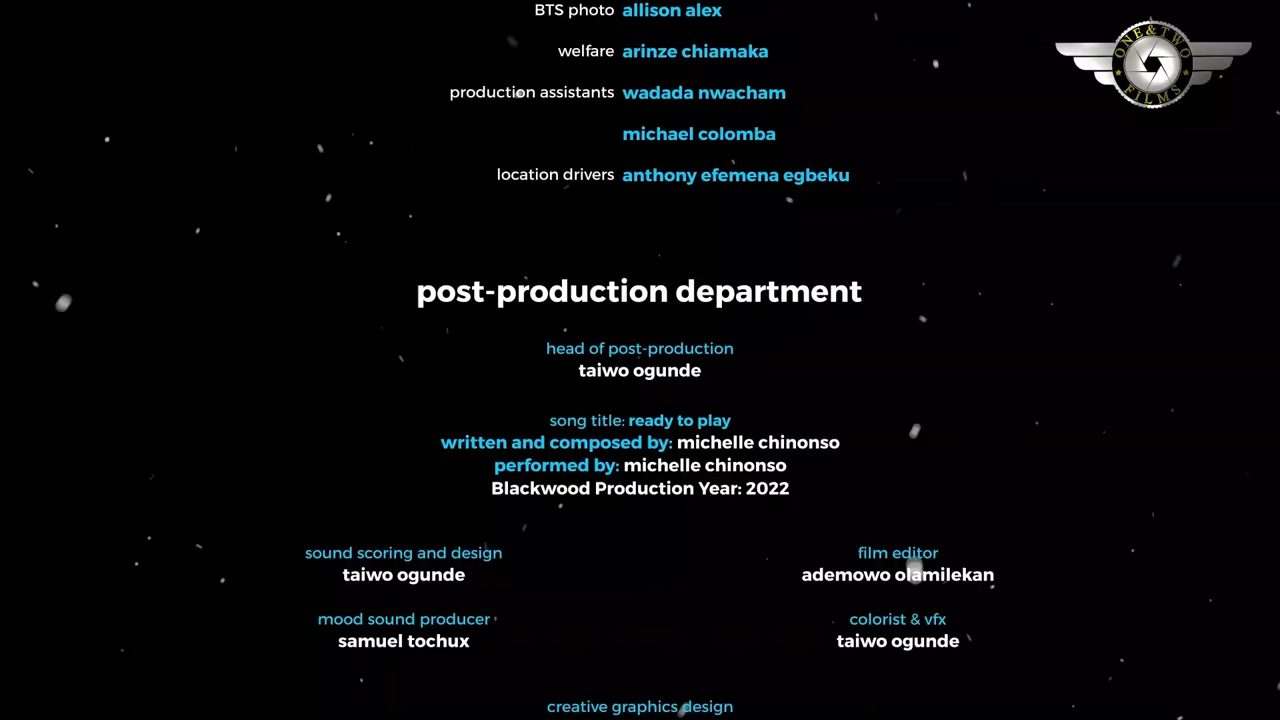 BTS photo allison alex
ONE&TWO
FILMS
welfare arinze chiamaka
production assistants wadada nwacham
michael colomba
location drivers anthony efemena egbeku
post-production department
head of post-production
taiwo ogunde
song title: ready to play
written and composed by: michelle chinonso
performed by: michelle chinonso
Blackwood Production Year: 2022
sound scoring and design
taiwo ogunde
film editor
ademowo olamilekan
mood sound producer
samuel tochux
colorist & vfx
taiwo ogunde
creative graphics design